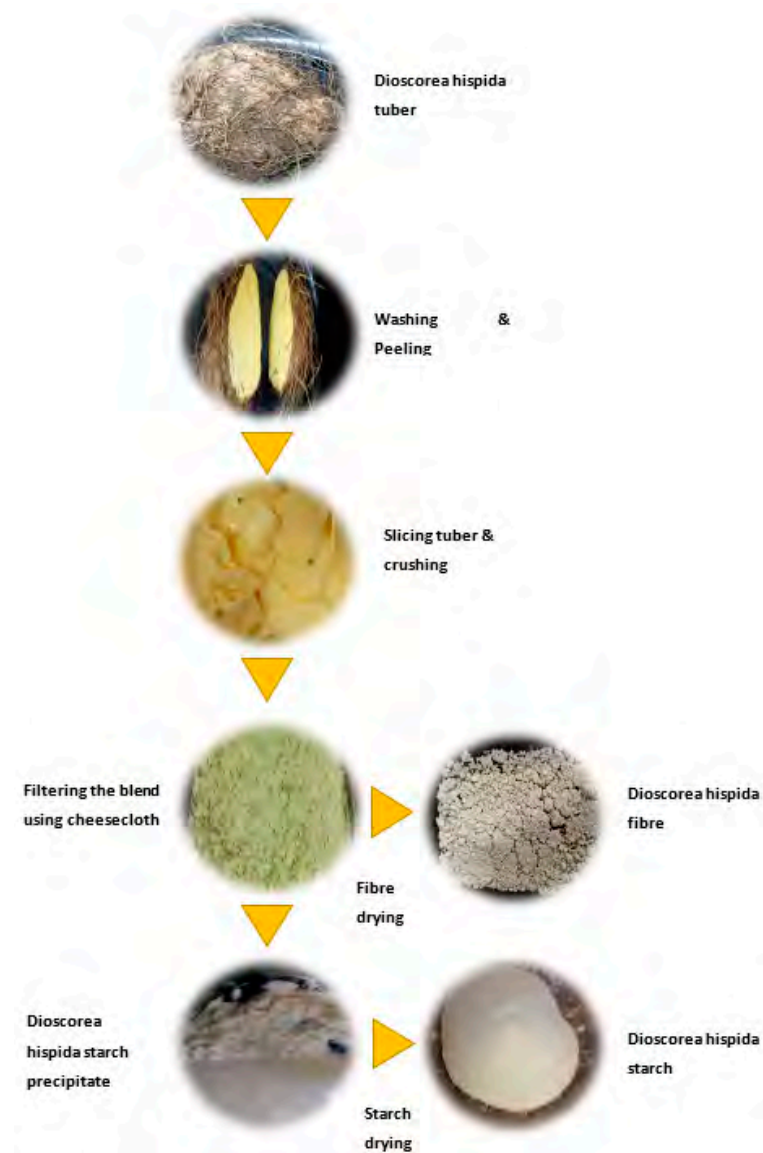 Dioscorea hispida
tuber
Washing &
Peeling
Slicing tuber &
crushing
Filtering the blend
using cheesecloth
Dioscorea hispida
fibre
Fibre
drying
Dioscorea
hispida starch
precipitate
Dioscorea hispida
starch
Starch
drying